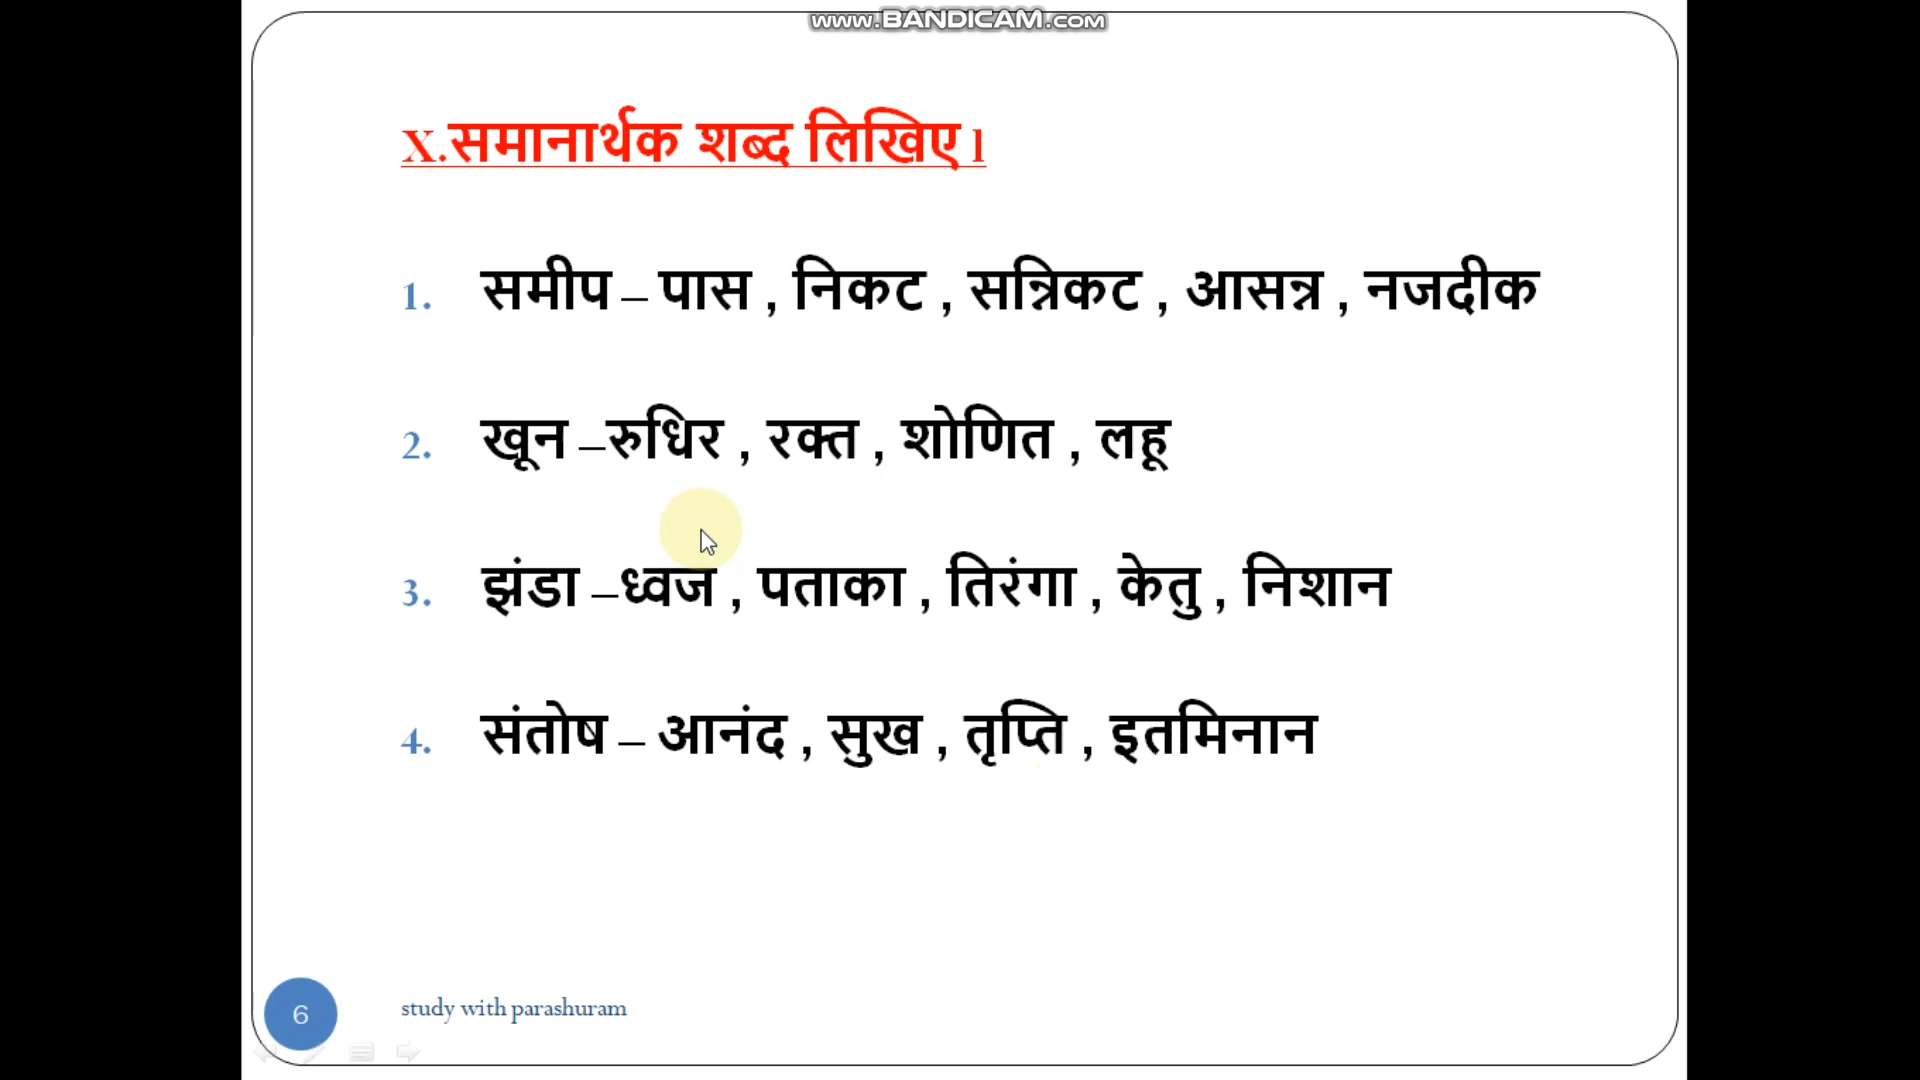 www.BANDICAM.com
X.समानार्थक शब्द लिखिए l
1. समीप – पास , निकट , सन्निकट , आसन्न , नजदीक
2. खून –रुधिर , रक्त , शोणित , लहू
3. झंडा –ध्वज , पताका , तिरंगा , केतु , निशान
4. संतोष – आनंद , सुख , तृप्ति , इतमिनान
6 study with parashuram